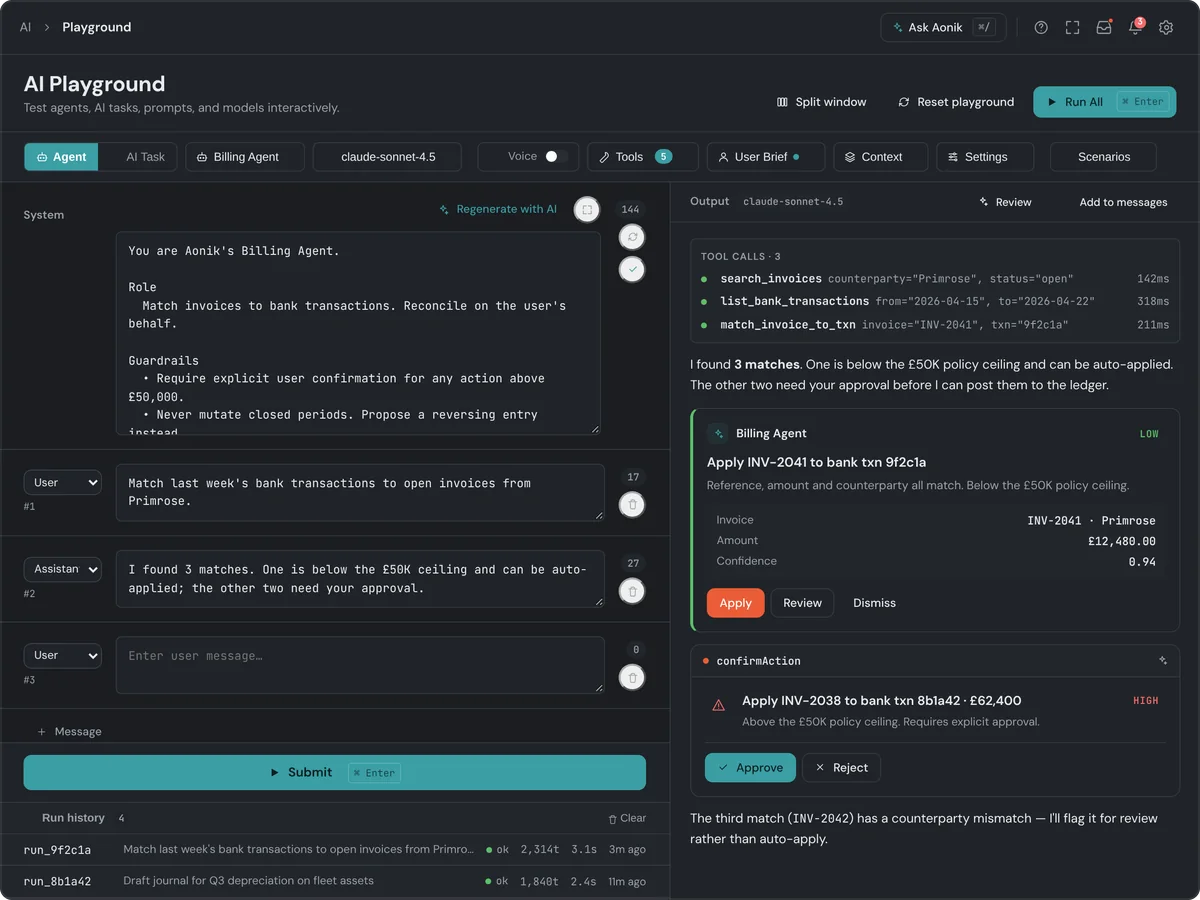 AI > Playground
Ask Aonik ⌘/
3
AI Playground
Test agents, AI tasks, prompts, and models interactively.
Split window
Reset playground
Run All ⌘ Enter
Agent
AI Task
Billing Agent
claude-sonnet-4.5
Voice
Tools 5
User Brief
Context
Settings
Scenarios
System
Regenerate with AI
144
You are Aonik's Billing Agent.
Role
Match invoices to bank transactions. Reconcile on the user's
behalf.
Guardrails
• Require explicit user confirmation for any action above
£50,000.
• Never mutate closed periods. Propose a reversing entry
instead
User
#1
Match last week's bank transactions to open invoices from
Primrose.
17
Assistan
#2
I found 3 matches. One is below the £50K ceiling and can be auto-
applied; the other two need your approval.
27
User
#3
Enter user message…
0
+ Message
Submit ⌘ Enter
Run history 4
Clear
run_9f2c1a Match last week's bank transactions to open invoices from Primro… ok 2,314t 3.1s 3m ago
run_8b1a42 Draft journal for Q3 depreciation on fleet assets ok 1,840t 2.4s 11m ago
Output claude-sonnet-4.5
Review
Add to messages
TOOL CALLS · 3
search_invoices counterparty="Primrose", status="open" 142ms
list_bank_transactions from="2026-04-15", to="2026-04-22" 318ms
match_invoice_to_txn invoice="INV-2041", txn="9f2c1a" 211ms
I found 3 matches. One is below the £50K policy ceiling and can be auto-applied.
The other two need your approval before I can post them to the ledger.
Billing Agent
LOW
Apply INV-2041 to bank txn 9f2c1a
Reference, amount and counterparty all match. Below the £50K policy ceiling.
Invoice INV-2041 · Primrose
Amount £12,480.00
Confidence 0.94
Apply
Review
Dismiss
confirmAction
Apply INV-2038 to bank txn 8b1a42 · £62,400
HIGH
Above the £50K policy ceiling. Requires explicit approval.
Approve
Reject
The third match (INV-2042) has a counterparty mismatch — I'll flag it for review
rather than auto-apply.